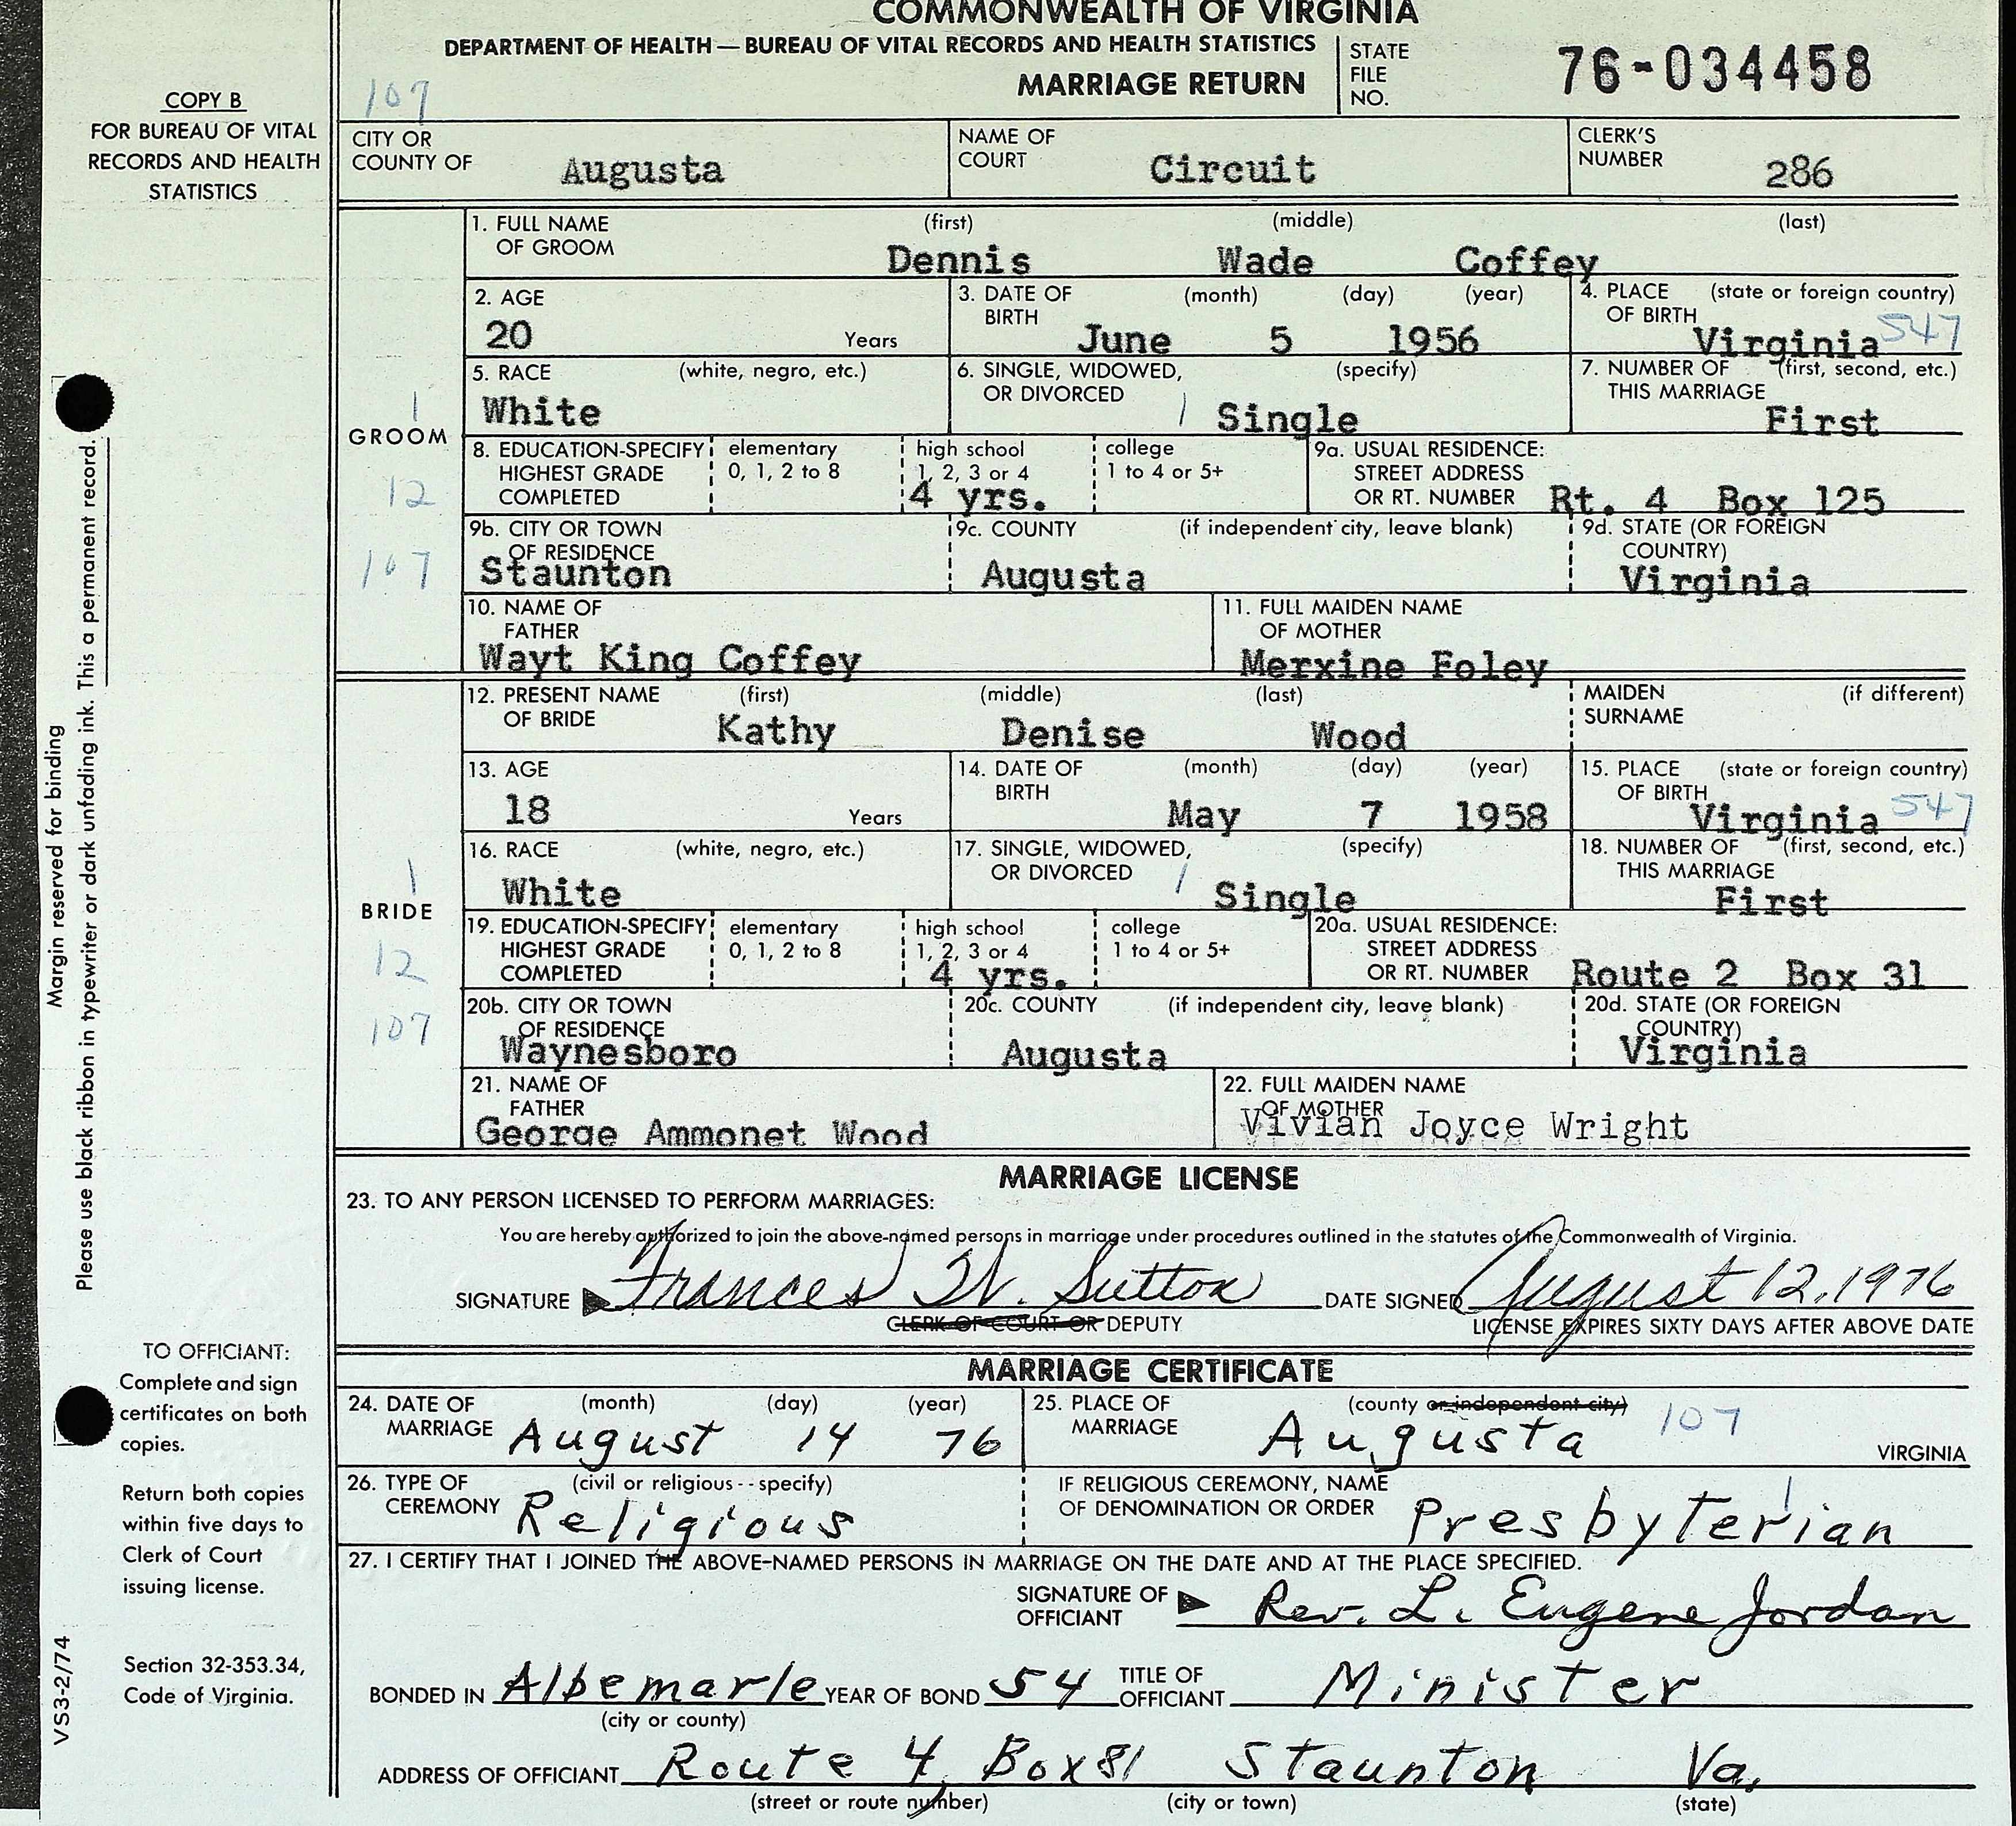 COMMONWEALTH OF VIRGINIA
DEPARTMENT OF HEALTH — BUREAU OF VITAL RECORDS AND HEALTH STATISTICS
MARRIAGE RETURN
STATE FILE NO. 76-034458
COPY B
FOR BUREAU OF VITAL
RECORDS AND HEALTH
STATISTICS
107
CITY OR COUNTY OF Augusta
NAME OF COURT Circuit
CLERK'S NUMBER 286
GROOM
1
12
107
1. FULL NAME OF GROOM (first) (middle) (last)
Dennis Wade Coffey
2. AGE 20 Years
3. DATE OF BIRTH (month) (day) (year) June 5 1956
4. PLACE OF BIRTH (state or foreign country) Virginia 547
5. RACE (white, negro, etc.) White
6. SINGLE, WIDOWED, OR DIVORCED (specify) 1 Single
7. NUMBER OF THIS MARRIAGE (first, second, etc.) First
8. EDUCATION-SPECIFY HIGHEST GRADE COMPLETED
elementary 0, 1, 2 to 8
high school 1, 2, 3 or 4
4 yrs.
college 1 to 4 or 5+
9a. USUAL RESIDENCE: STREET ADDRESS OR RT. NUMBER Rt. 4 Box 125
9b. CITY OR TOWN OF RESIDENCE Staunton
9c. COUNTY (if independent city, leave blank) Augusta
9d. STATE (OR FOREIGN COUNTRY) Virginia
10. NAME OF FATHER Wayt King Coffey
11. FULL MAIDEN NAME OF MOTHER Merxine Foley
BRIDE
1
12
107
12. PRESENT NAME OF BRIDE (first) (middle) (last)
Kathy Denise Wood
MAIDEN SURNAME (if different)
13. AGE 18 Years
14. DATE OF BIRTH (month) (day) (year) May 7 1958
15. PLACE OF BIRTH (state or foreign country) Virginia 547
16. RACE (white, negro, etc.) White
17. SINGLE, WIDOWED, OR DIVORCED (specify) 1 Single
18. NUMBER OF THIS MARRIAGE (first, second, etc.) First
19. EDUCATION-SPECIFY HIGHEST GRADE COMPLETED
elementary 0, 1, 2 to 8
high school 1, 2, 3 or 4
4 yrs.
college 1 to 4 or 5+
20a. USUAL RESIDENCE: STREET ADDRESS OR RT. NUMBER Route 2 Box 31
20b. CITY OR TOWN OF RESIDENCE Waynesboro
20c. COUNTY (if independent city, leave blank) Augusta
20d. STATE (OR FOREIGN COUNTRY) Virginia
21. NAME OF FATHER George Ammonet Wood
22. FULL MAIDEN NAME OF MOTHER Vivian Joyce Wright
MARRIAGE LICENSE
23. TO ANY PERSON LICENSED TO PERFORM MARRIAGES:
You are hereby authorized to join the above-named persons in marriage under procedures outlined in the statutes of the Commonwealth of Virginia.
SIGNATURE Frances W. Sutton DATE SIGNED August 12, 1976
CLERK OF COURT OR DEPUTY
LICENSE EXPIRES SIXTY DAYS AFTER ABOVE DATE
MARRIAGE CERTIFICATE
24. DATE OF MARRIAGE (month) (day) (year) August 14 76
25. PLACE OF MARRIAGE (county or independent city) Augusta 107 VIRGINIA
26. TYPE OF CEREMONY (civil or religious -- specify) Religious
IF RELIGIOUS CEREMONY, NAME OF DENOMINATION OR ORDER Presbyterian 1
27. I CERTIFY THAT I JOINED THE ABOVE-NAMED PERSONS IN MARRIAGE ON THE DATE AND AT THE PLACE SPECIFIED.
SIGNATURE OF OFFICIANT Rev. L. Eugene Jordan
BONDED IN Albemarle YEAR OF BOND 54 TITLE OF OFFICIANT Minister
(city or county)
ADDRESS OF OFFICIANT Route 4, Box 81 Staunton Va.
(street or route number) (city or town) (state)
Margin reserved for binding
Please use black ribbon in typewriter or dark unfading ink. This a permanent record.
TO OFFICIANT:
Complete and sign
certificates on both
copies.
Return both copies
within five days to
Clerk of Court
issuing license.
Section 32-353.34,
Code of Virginia.
VS3-2/74